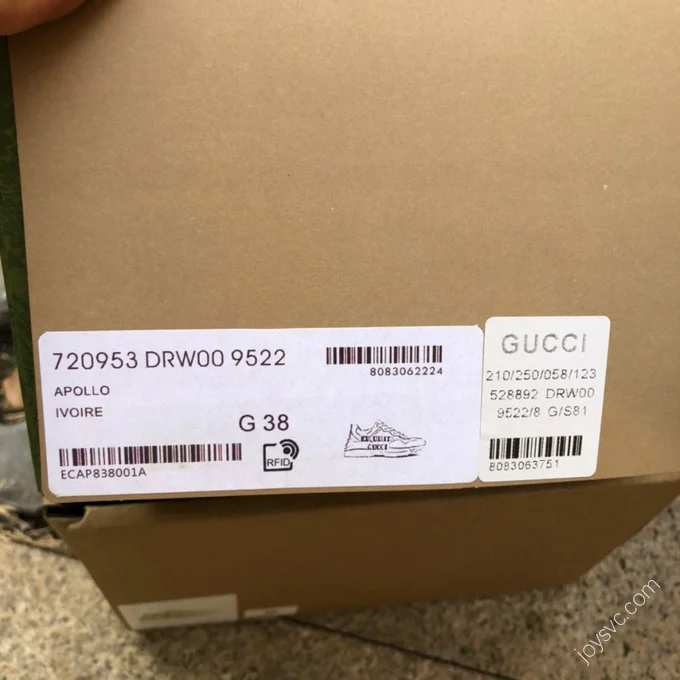 720953 DRW00 9522
8083062224
APOLLO
IVOIRE
G 38
ECAP838001A
RFID
GUCCI
GUCCI
210/250/058/123
528892 DRW00
9522/8 G/S81
8083063751
joysvc.com